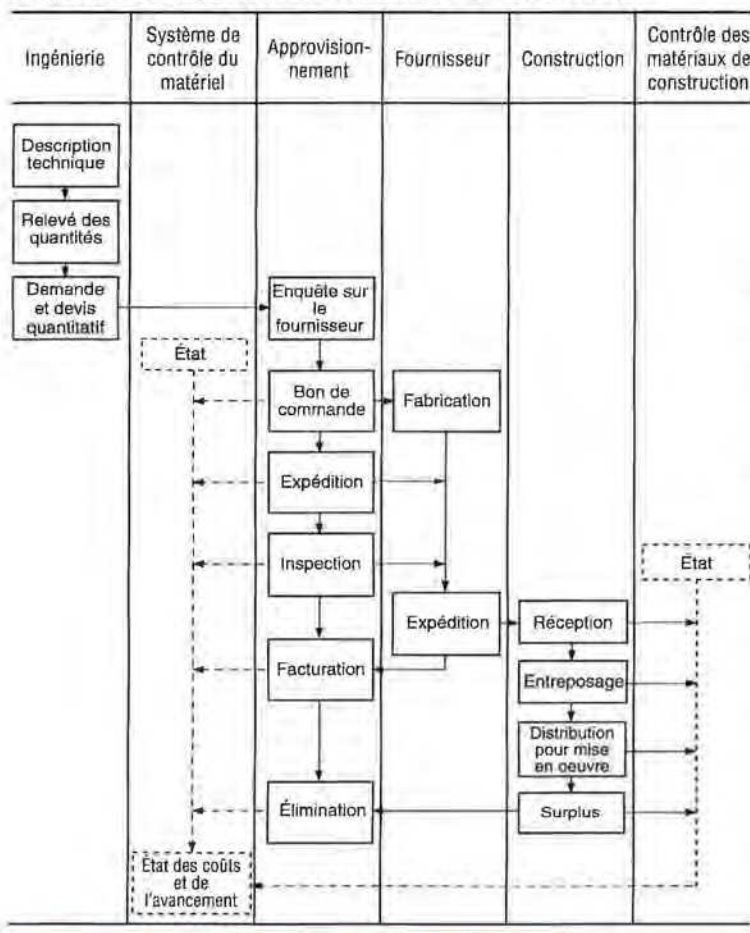 Ingénierie
Système de
contrôle du
matériel
Approvision-
nement
Fournisseur
Construction
Contrôle des
matériaux de
construction
Description
technique
Relevé des
quantités
Demande
et devis
quantitatif
Enquête sur
le
fournisseur
État
Bon de
commande
Fabrication
Expédition
Inspection
État
Expédition
Réception
Facturation
Entreposage
Distribution
pour mise
en oeuvre
Élimination
Surplus
État des coûts
et de
l'avancement